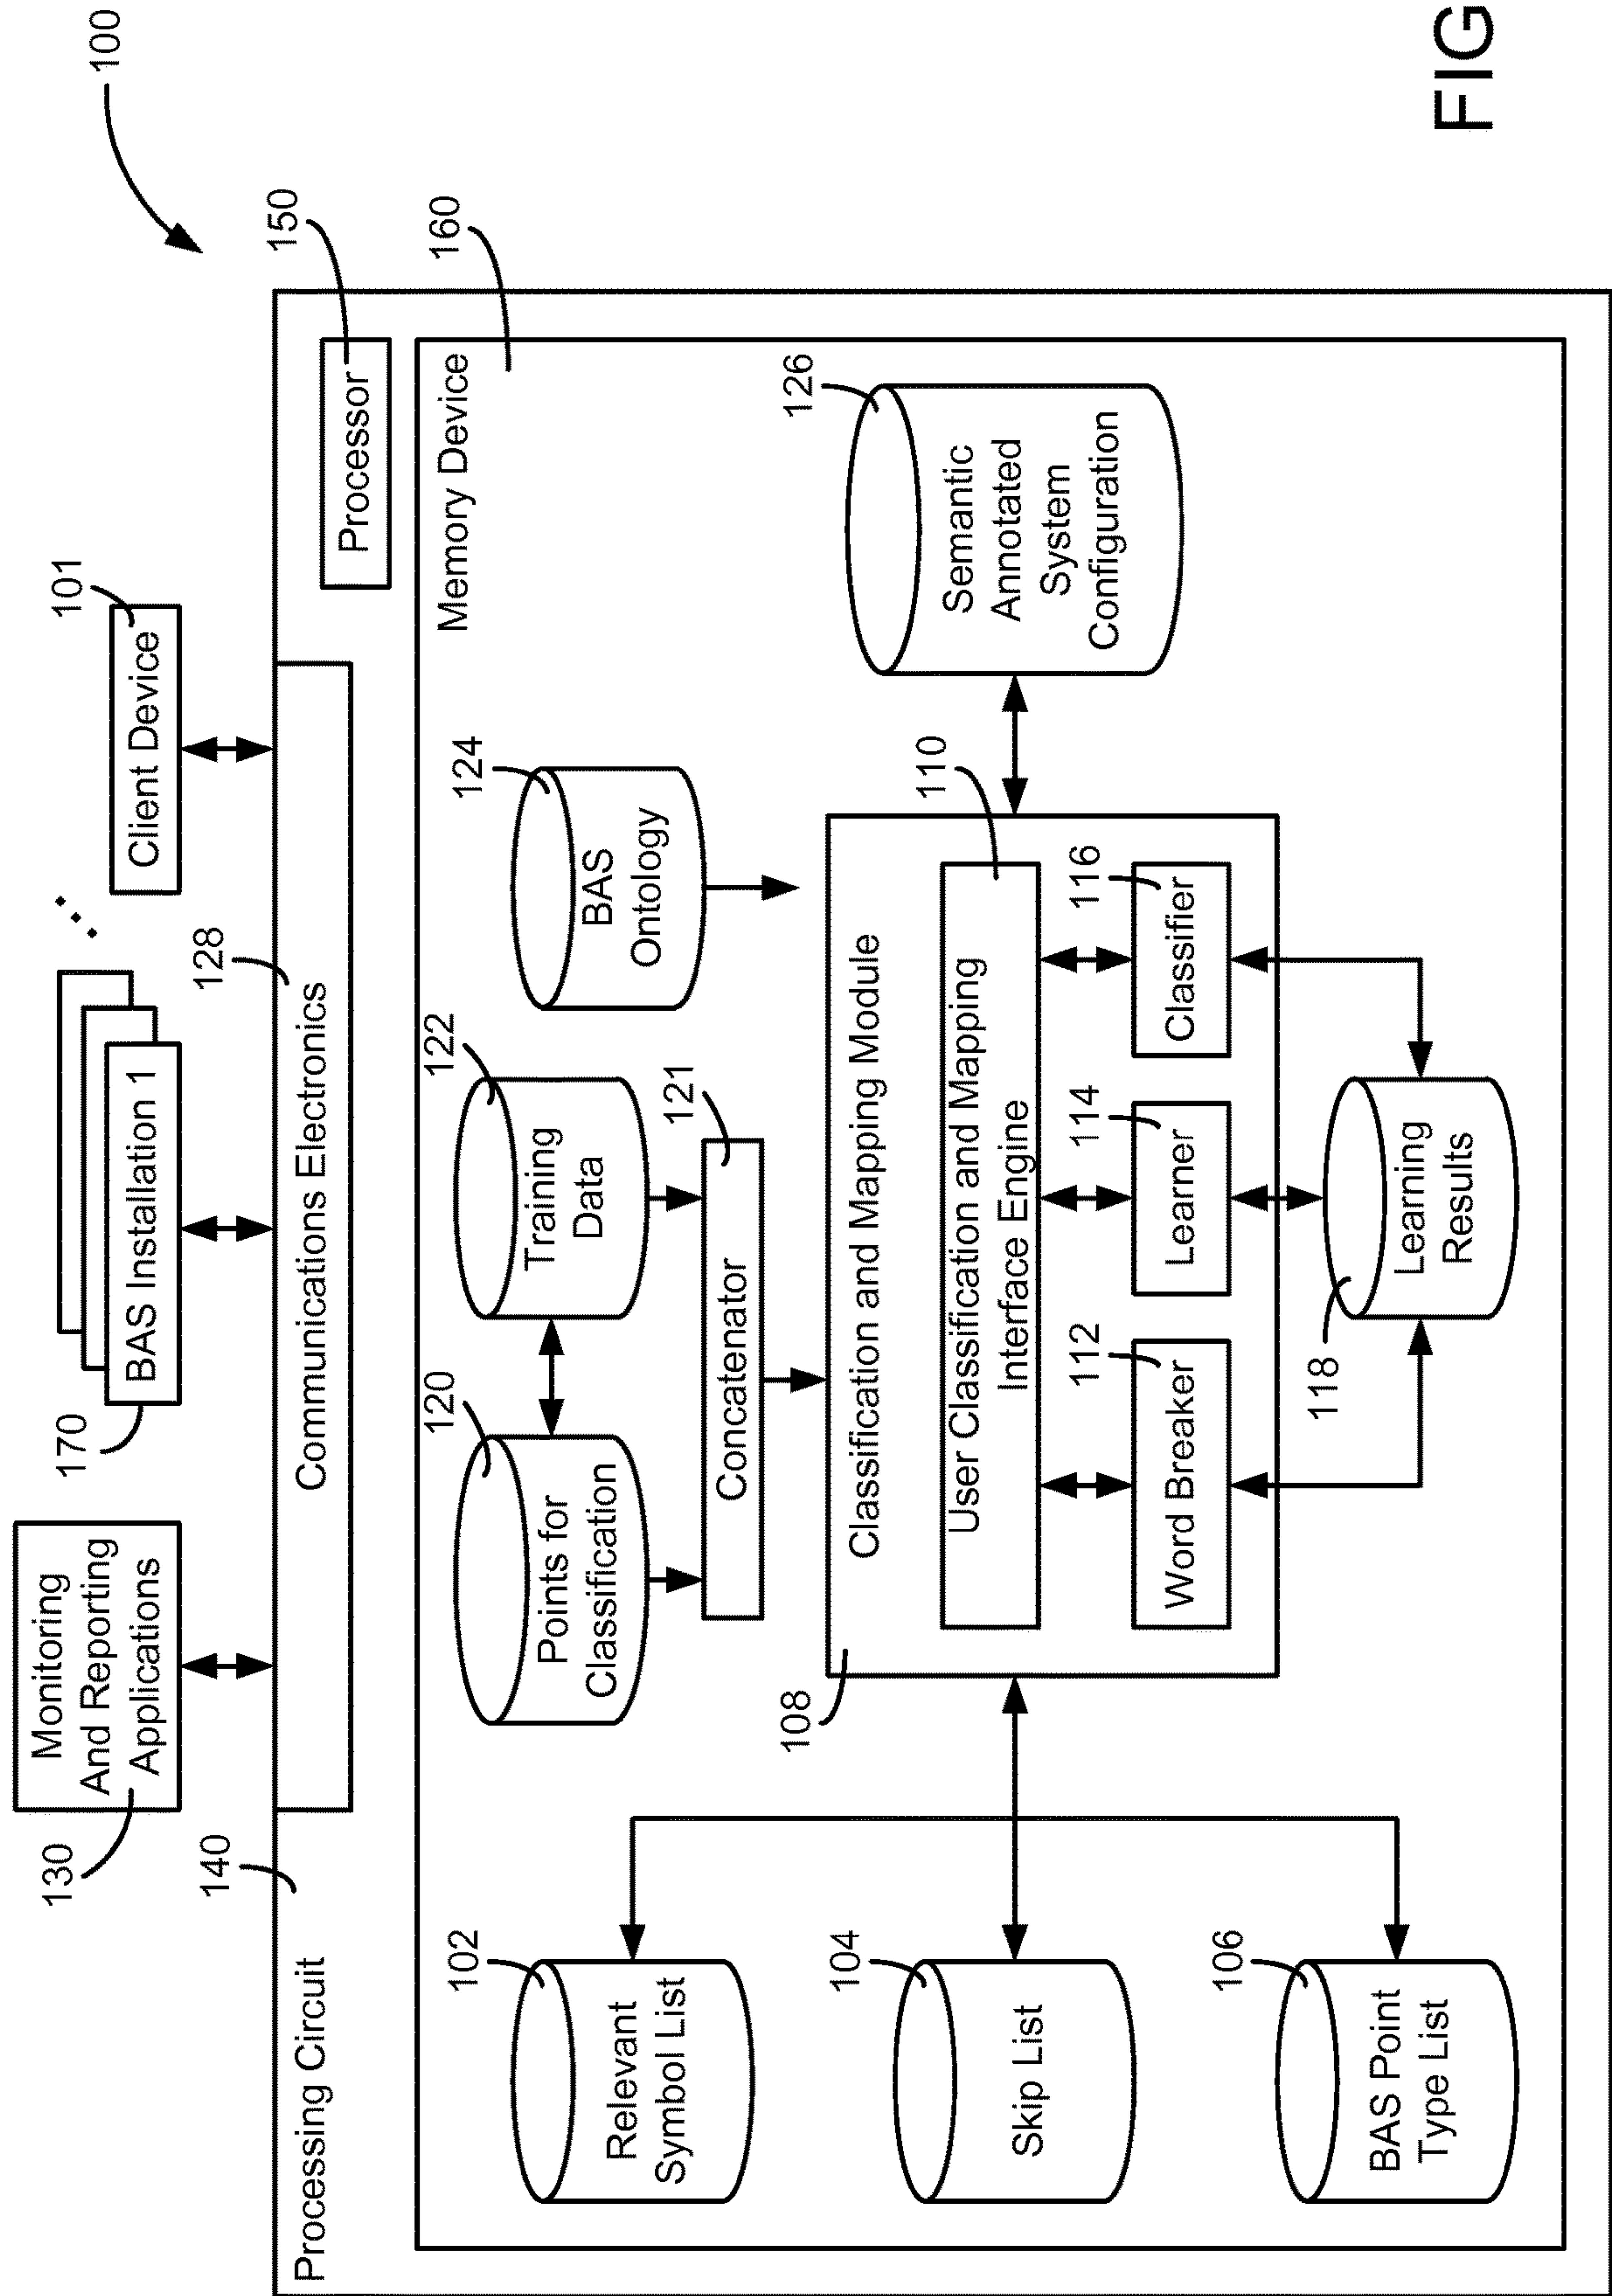 100
Monitoring
And Reporting
Applications
130
BAS Installation 1
170
Client Device
101
140
128
Processing Circuit
Communications Electronics
Processor
150
Memory Device
160
102
Relevant
Symbol List
104
Skip List
106
BAS Point
Type List
120
Points for
Classification
122
Training
Data
124
BAS
Ontology
121
Concatenator
108
Classification and Mapping Module
110
User Classification and Mapping
Interface Engine
112
Word Breaker
114
Learner
116
Classifier
118
Learning
Results
126
Semantic
Annotated
System
Configuration
FIG